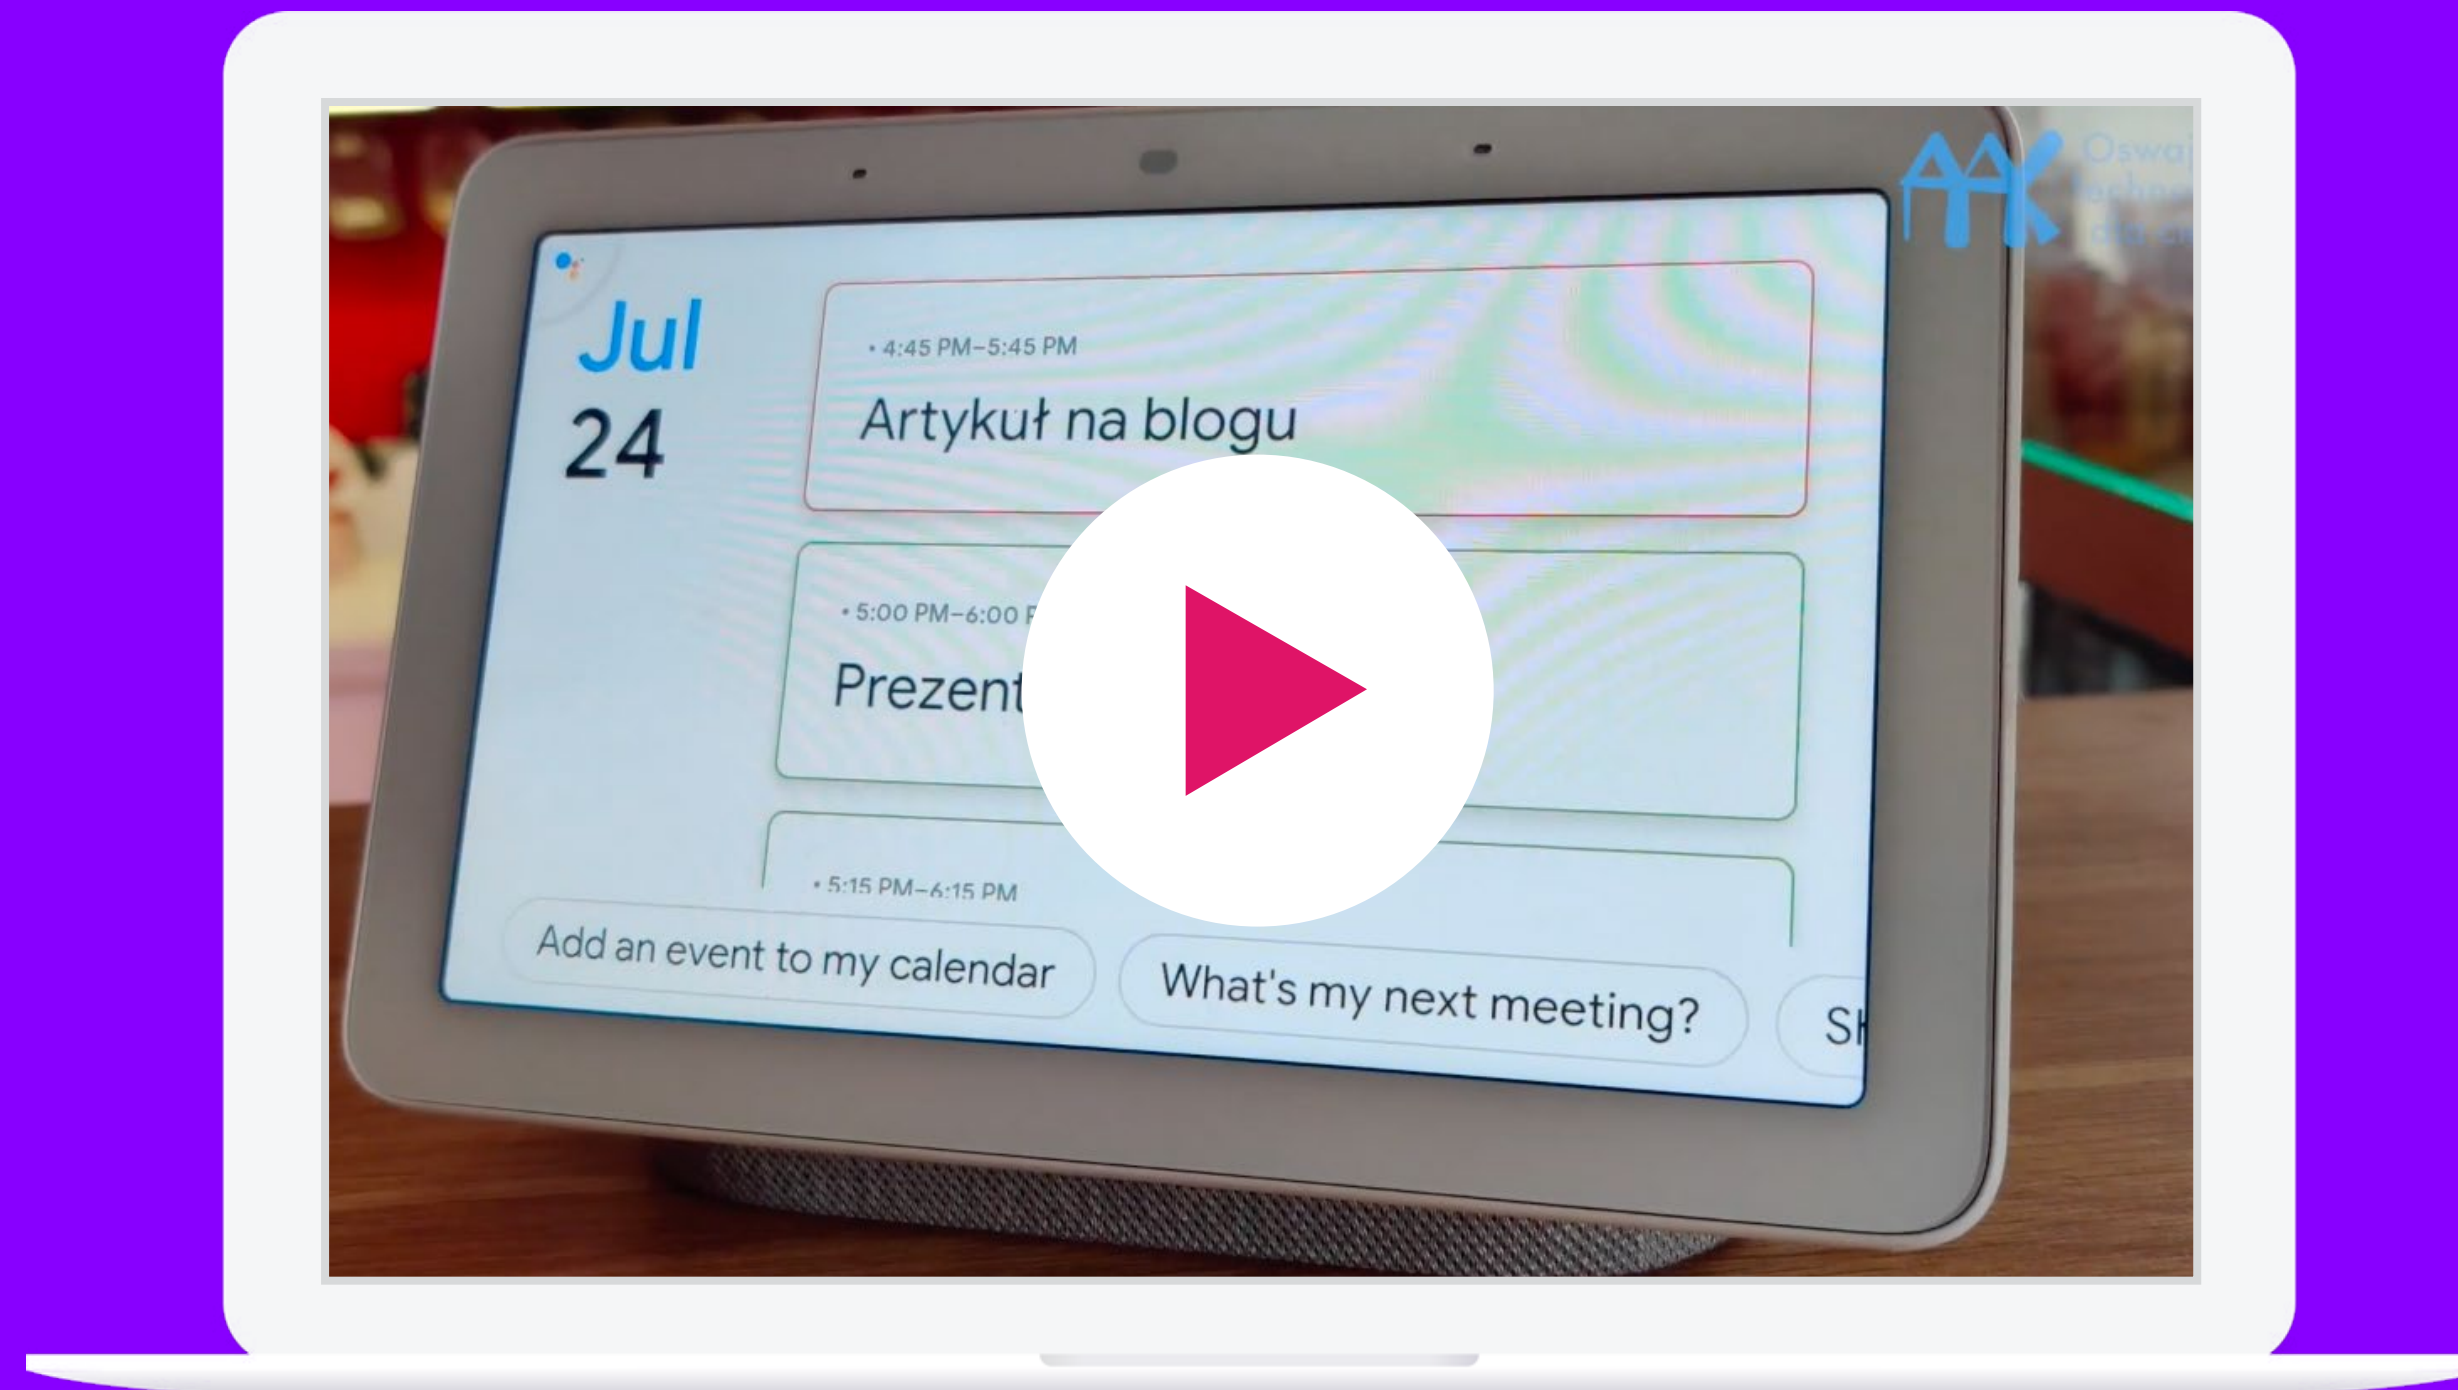 Oswaj
Jul
24
• 4:45 PM–5:45 PM
Artykuł na blogu
• 5:00 PM–6:00
• 5:15 PM–6:15 PM
Add an event to my calendar
What's my next meeting?